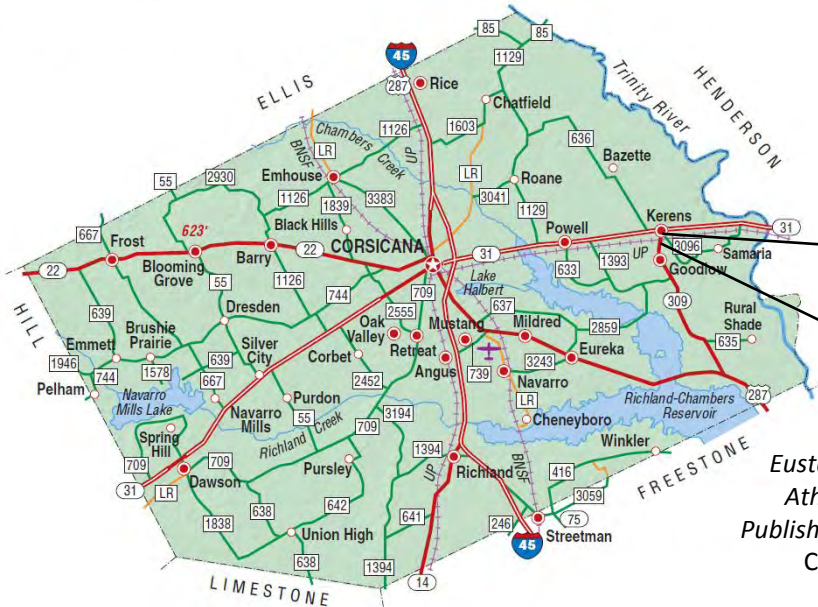 85
85
45
287
Rice
1129
Trinity River
HENDERSON
ELLIS
Chatfield
Chambers Creek
1126
1603
UP
636
LR
BNSF
Bazette
55
2930
Emhouse
LR
3041
Roane
1126
1839
3383
1129
Black Hills
667
623'
CORSICANA
Powell
Kerens
31
Frost
22
31
22
Blooming Grove
Barry
3096
Samaria
UP
633
1393
Goodlow
Lake Halbert
55
1126
744
709
309
639
Dresden
2555
637
Rural Shade
HILL
Brushie Prairie
Oak Valley
Mustang
Mildred
2859
Emmett
Silver City
Corbet
Retreat
635
1946
639
Angus
3243
Eureka
744
1578
739
Pelham
667
2452
Navarro
Navarro Mills Lake
Navarro Mills
Purdon
LR
Richland-Chambers Reservoir
287
55
3194
Cheneyboro
Richland Creek
709
Spring Hill
Winkler
1394
709
709
BNSF
Pursley
UP
Richland
416
FREESTONE
31
Dawson
LR
642
3059
638
641
1838
246
75
Union High
Streetman
45
638
1394
14
LIMESTONE
Eust
Ath
Publish
C